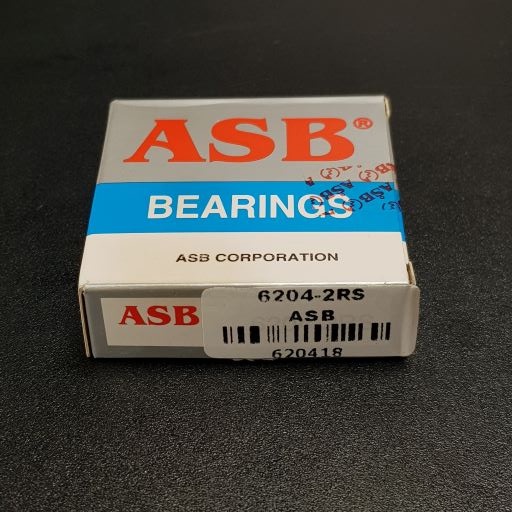 ASB®
BEARINGS
ASB CORPORATION
ASB
6204-2RS
ASB
620418